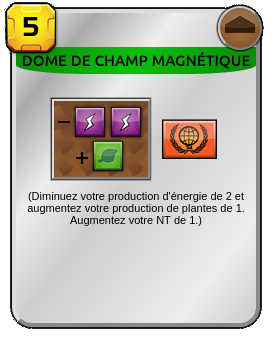 5
DOME DE CHAMP MAGNÉTIQUE
−
+
(Diminuez votre production d'énergie de 2 et
augmentez votre production de plantes de 1.
Augmentez votre NT de 1.)